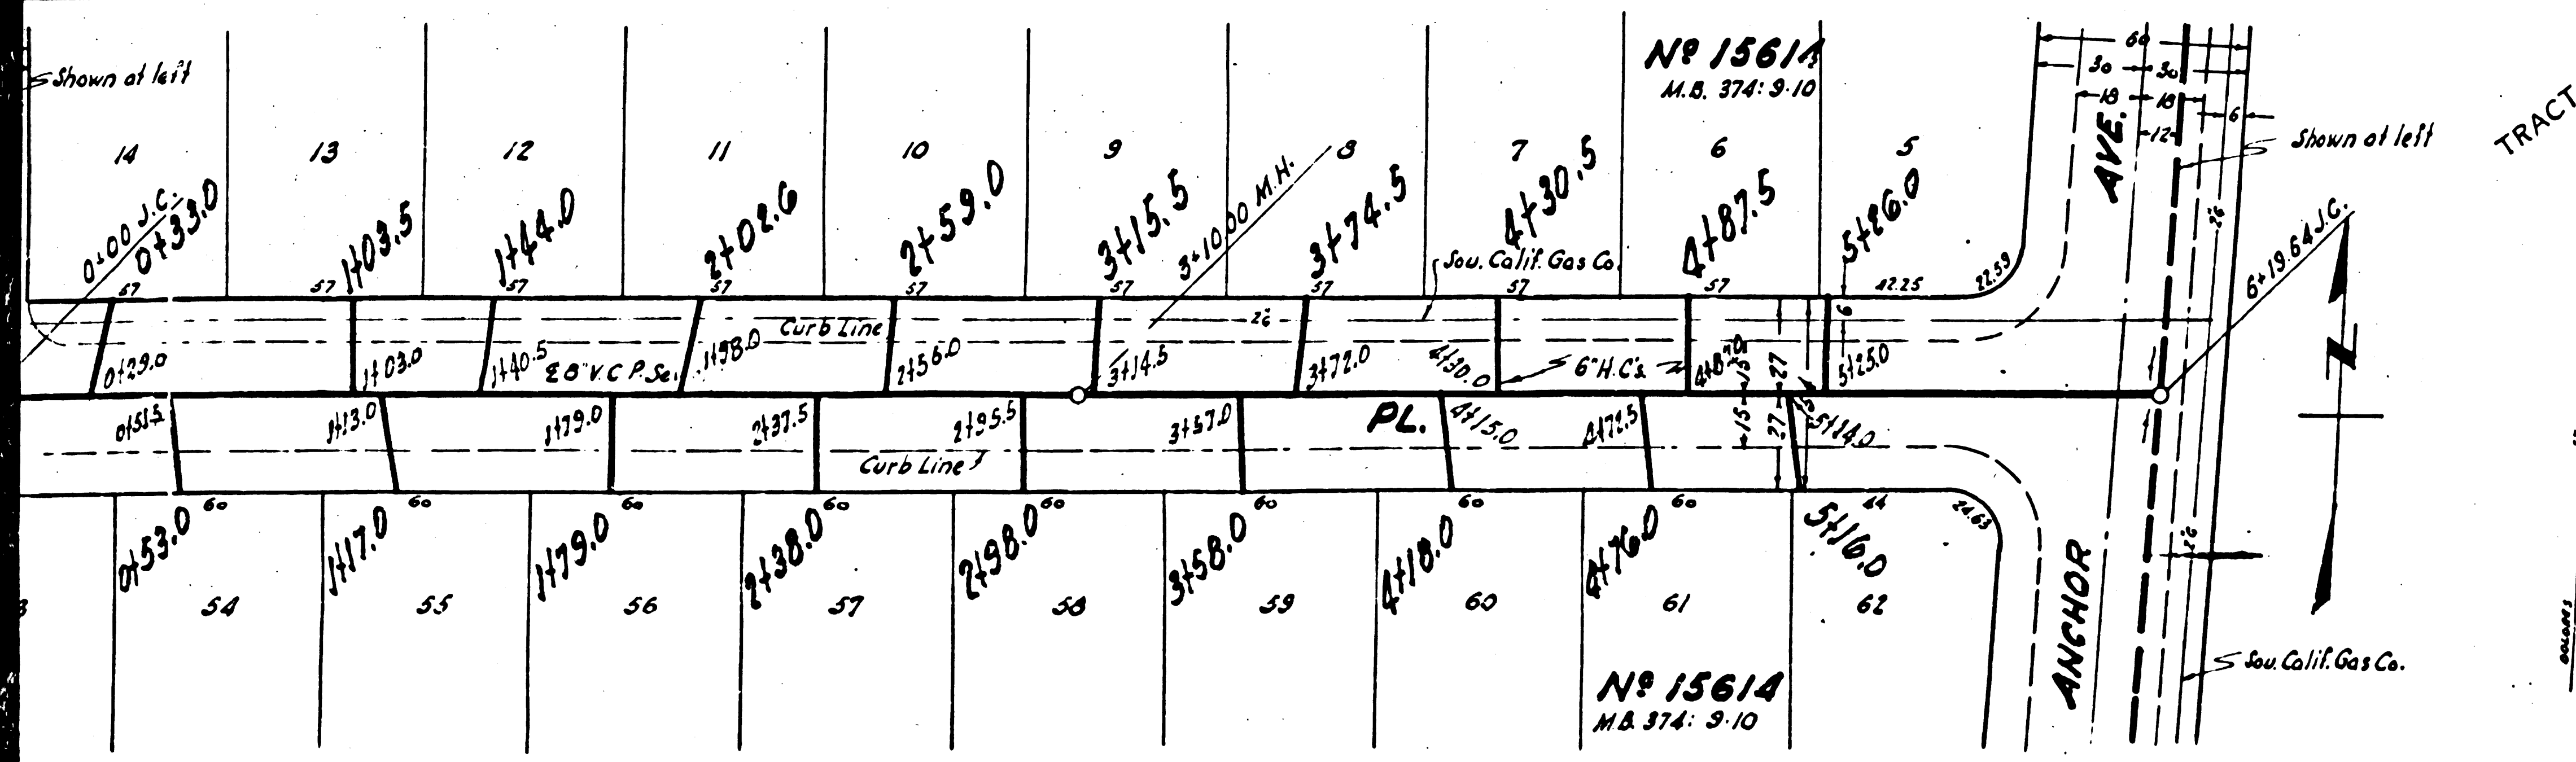 Shown at left
Nº 15614
M.B. 374: 9-10
60
30 30
18 18
6
12
AVE.
Shown at left
TRACT
14 13 12 11 10 9 8 7 6 5
0+00 J.C.
0+33.0
1+03.5
1+44.0
2+02.6
2+59.0
3+15.5
3+10.00 M.H.
3+74.5
4+30.5
4+87.5
5+26.0
6+19.64 J.C.
Sou. Calif. Gas Co.
57 57 57 57 57 57 57 57 42.25 22.59
26
2"
6
Curb Line
0+29.0
1+03.0
1+40.5
8" V.C.P. Se.
1+98.0
2+56.0
3+14.5
3+72.0
4+30.0
6" H.C's.
5+25.0
15 27
N
PL.
15 27
0+51.5
1+13.0
1+79.0
2+37.5
2+95.5
3+57.0
4+15.0
4+72.5
5+14.0
Curb Line
60 60 60 60 60 60 60 60 44 24.63
0+53.0
1+17.0
1+79.0
2+38.0
2+98.0
3+58.0
4+18.0
4+76.0
5+16.0
54 55 56 57 58 59 60 61 62
ANCHOR
Nº 15614
M.B. 374: 9-10
Sou. Calif. Gas Co.
DOLORES